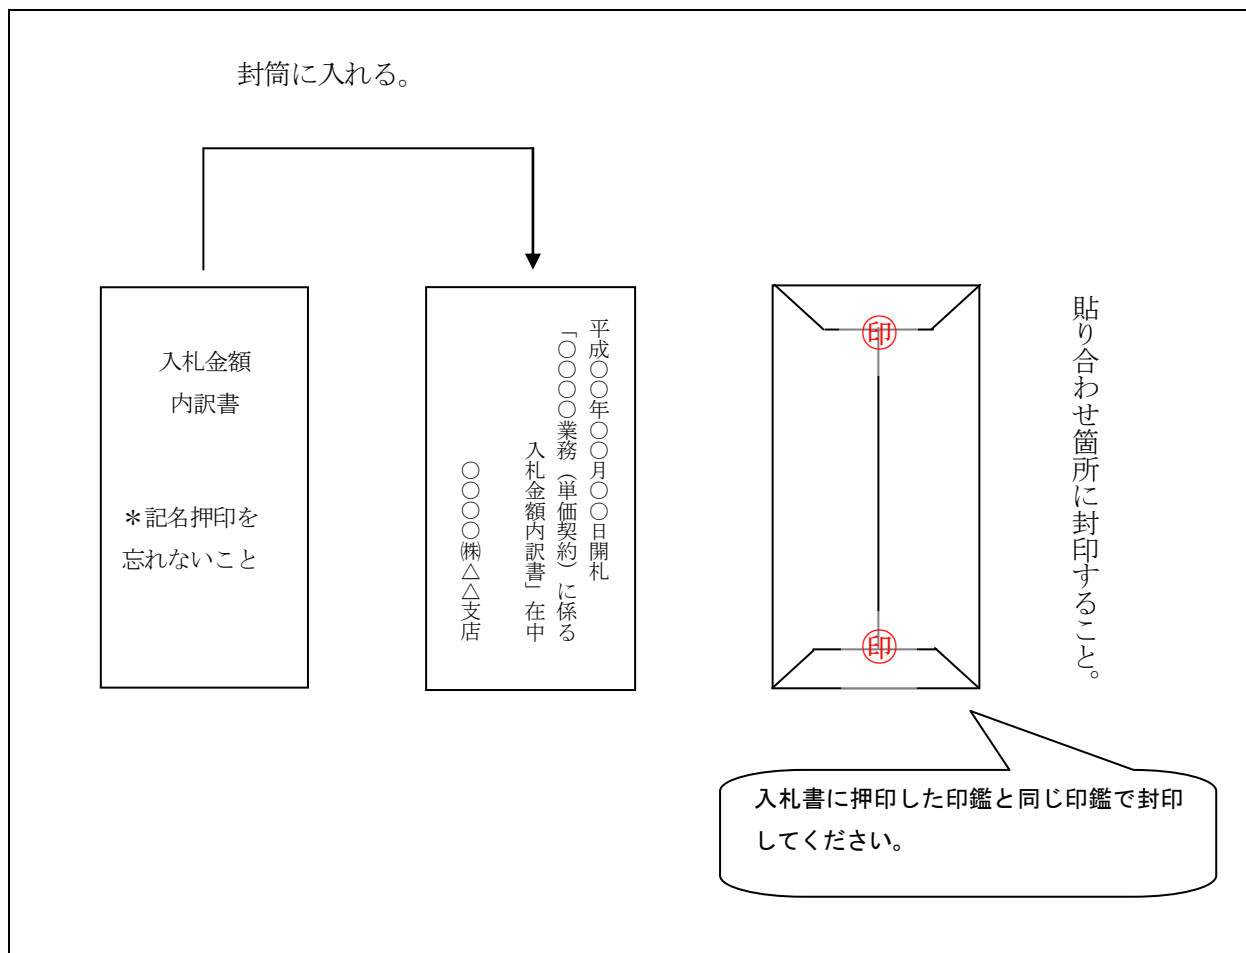 封筒に入れる。
入札金額
内訳書
＊記名押印を
忘れないこと
平成〇〇年〇〇月〇〇日開札
「〇〇〇〇業務（単価契約）に係る
入札金額内訳書」在中
〇〇〇〇㈱△△支店
印
印
貼り合わせ箇所に封印すること。
入札書に押印した印鑑と同じ印鑑で封印
してください。